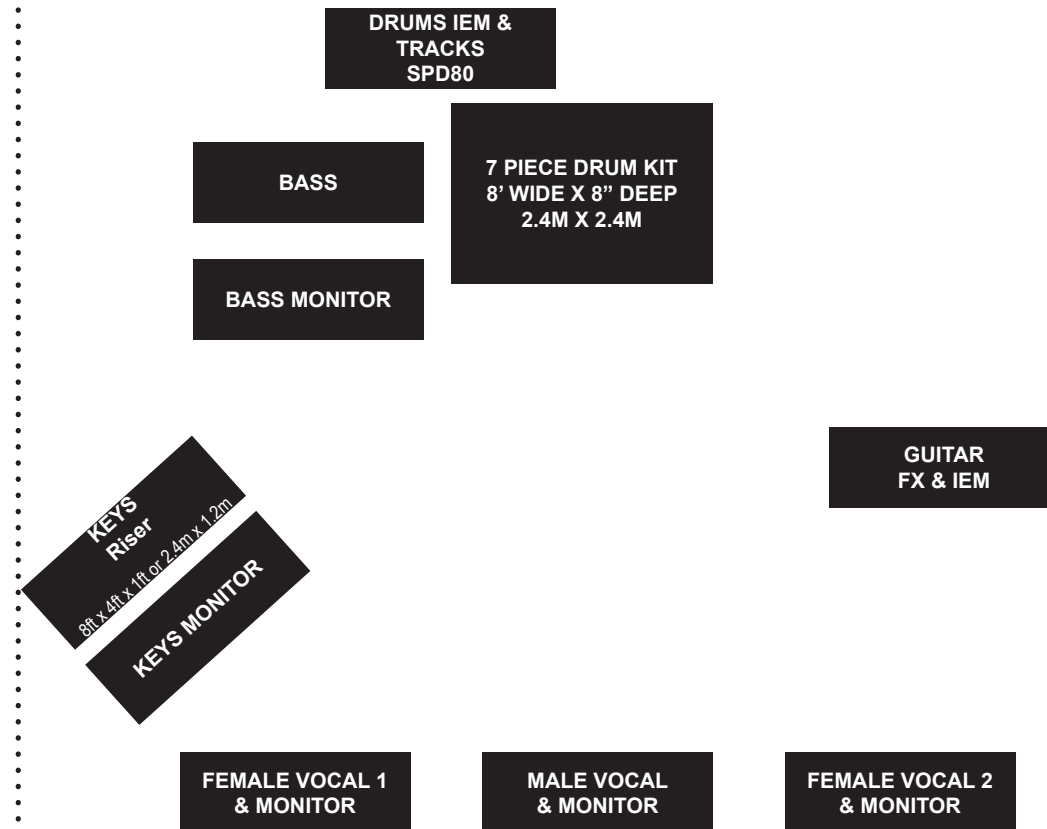 DRUMS IEM &
TRACKS
SPD80
7 PIECE DRUM KIT
8’ WIDE X 8” DEEP
2.4M X 2.4M
BASS
BASS MONITOR
GUITAR
FX & IEM
KEYS
Riser
8ft x 4ft x 1ft or 2.4m x 1.2m
KEYS MONITOR
FEMALE VOCAL 1
& MONITOR
MALE VOCAL
& MONITOR
FEMALE VOCAL 2
& MONITOR